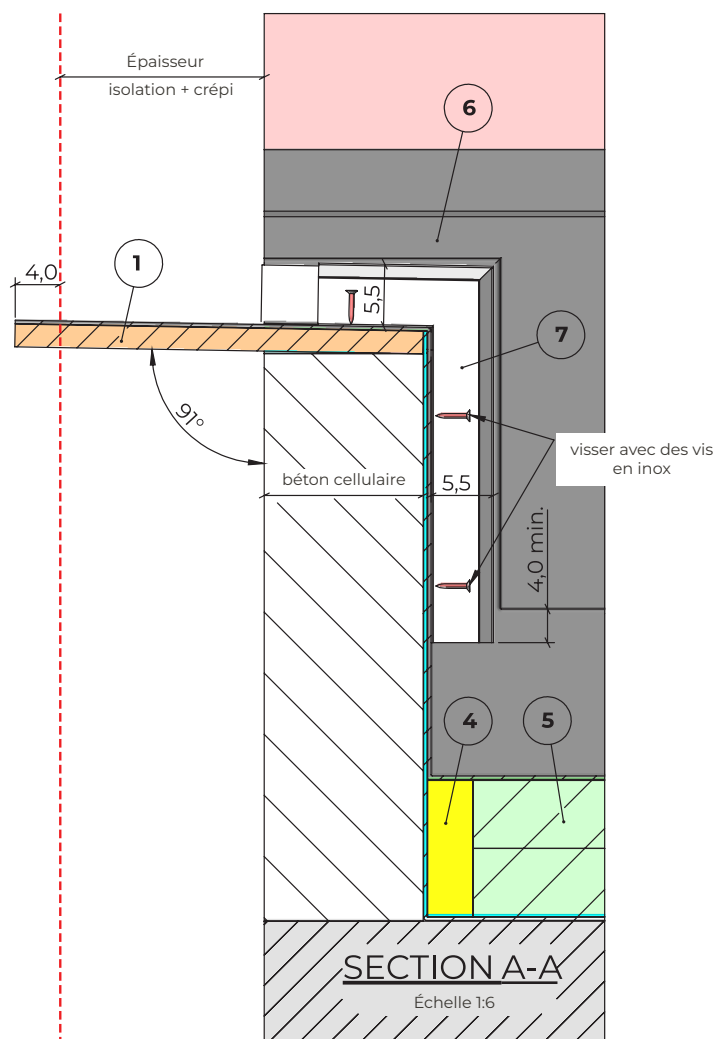 Épaisseur
isolation + crépi
6
4,0
1
5,5
7
91°
visser avec des vis
en inox
béton cellulaire
5,5
4,0 min.
4
5
SECTION A-A
Échelle 1:6